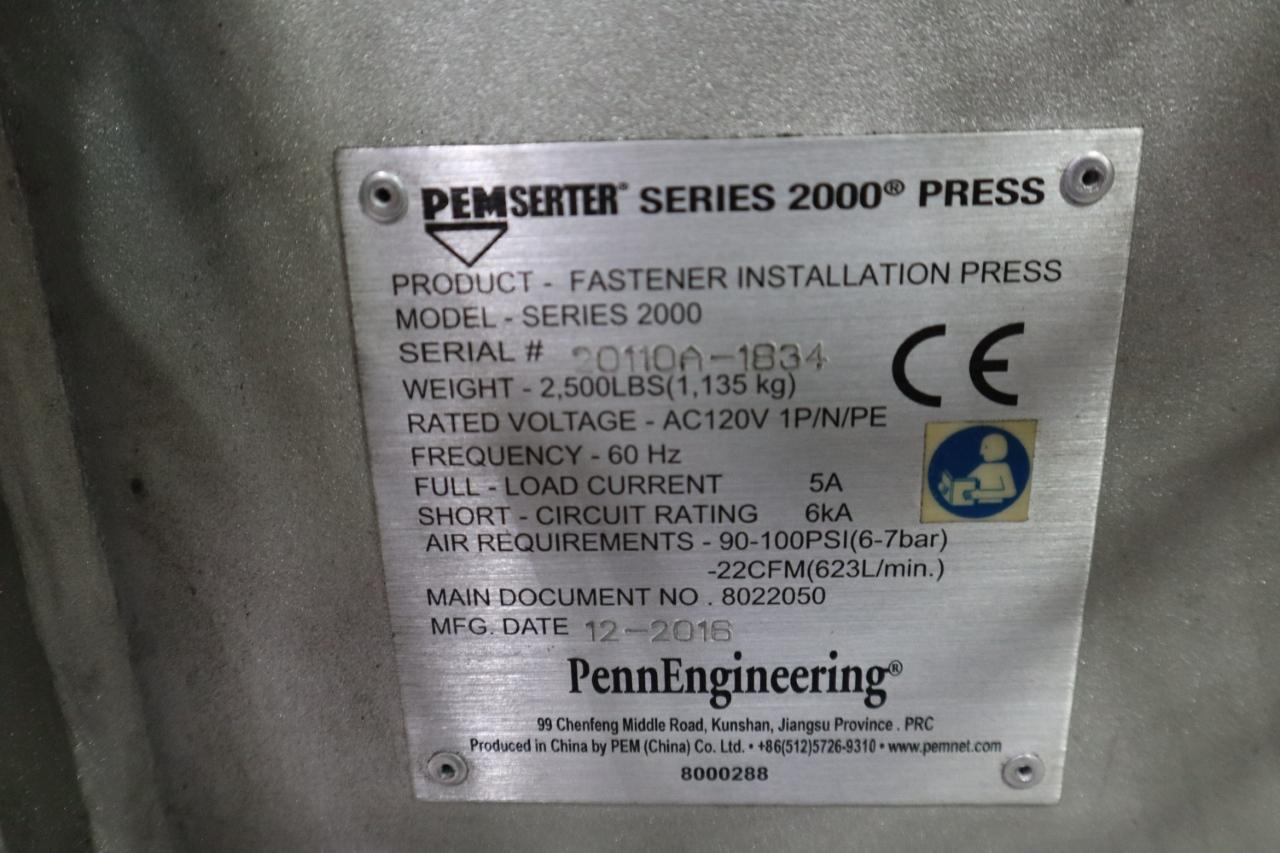 PEMSERTER® SERIES 2000® PRESS
PRODUCT - FASTENER INSTALLATION PRESS
MODEL - SERIES 2000
SERIAL # 20110A-1834
WEIGHT - 2,500LBS(1,135 kg)
RATED VOLTAGE - AC120V 1P/N/PE
FREQUENCY - 60 Hz
FULL - LOAD CURRENT 5A
SHORT - CIRCUIT RATING 6kA
AIR REQUIREMENTS - 90-100PSI(6-7bar)
-22CFM(623L/min.)
MAIN DOCUMENT NO . 8022050
MFG. DATE 12-2016
CE
PennEngineering®
99 Chenfeng Middle Road, Kunshan, Jiangsu Province . PRC
Produced in China by PEM (China) Co. Ltd. • +86(512)5726-9310 • www.pemnet.com
8000288